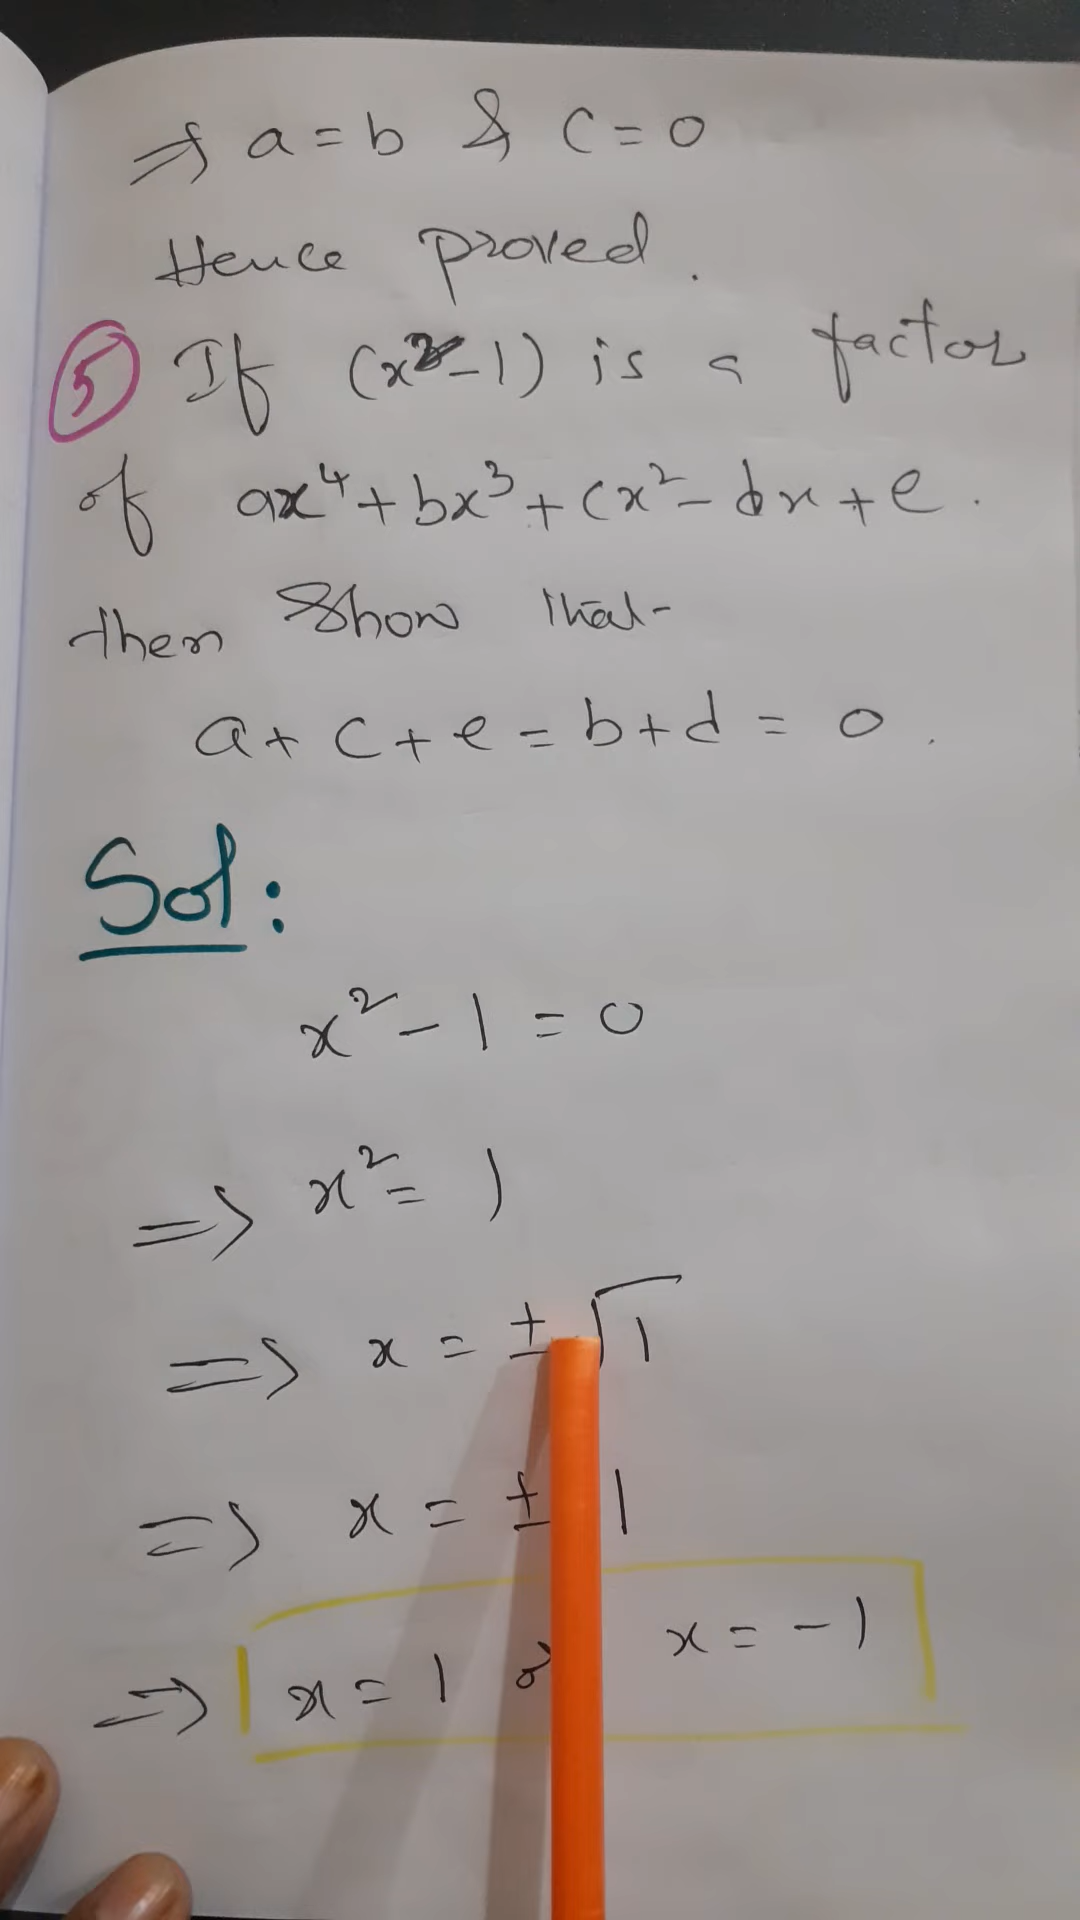 ⇒ a = b & c = 0
Hence proved.
⑤ If (x²-1) is a factor
of ax⁴ + bx³ + cx² - dx + e.
then Show that
a + c + e = b + d = 0.
Sol:
x² - 1 = 0
⇒ x² = 1
⇒ x = ± √1
⇒ x = ± 1
⇒ x = 1 or x = -1